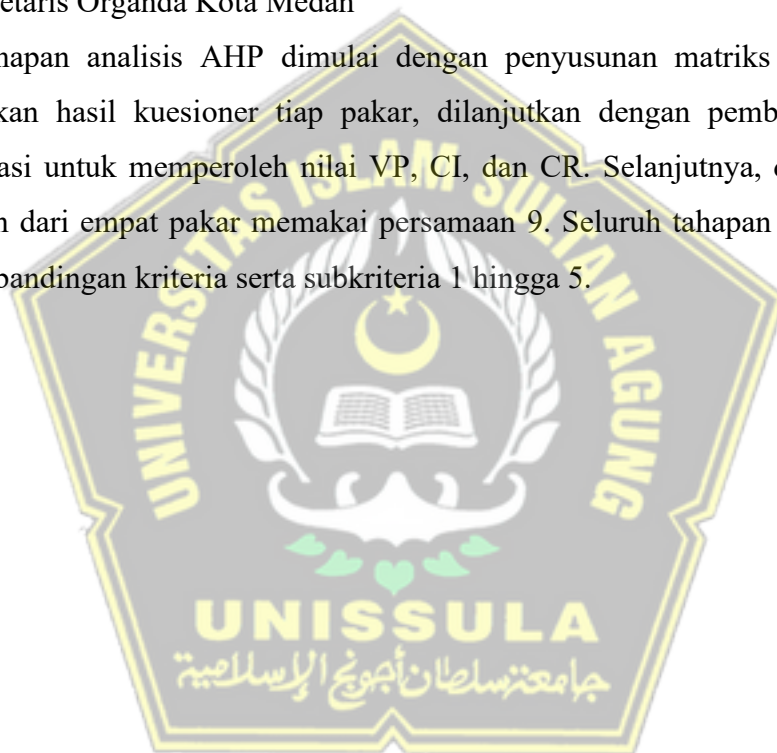 etaris Organda Kota Medan
hapan analisis AHP dimulai dengan penyusunan matriks
kan hasil kuesioner tiap pakar, dilanjutkan dengan pemb
asi untuk memperoleh nilai VP, CI, dan CR. Selanjutnya,
n dari empat pakar memakai persamaan 9. Seluruh tahapan
bandingan kriteria serta subkriteria 1 hingga 5.
UNIVERSITAS ISLAM SULTAN AGUNG
UNISSULA
جامعتسلطان أجونج الإسلامية